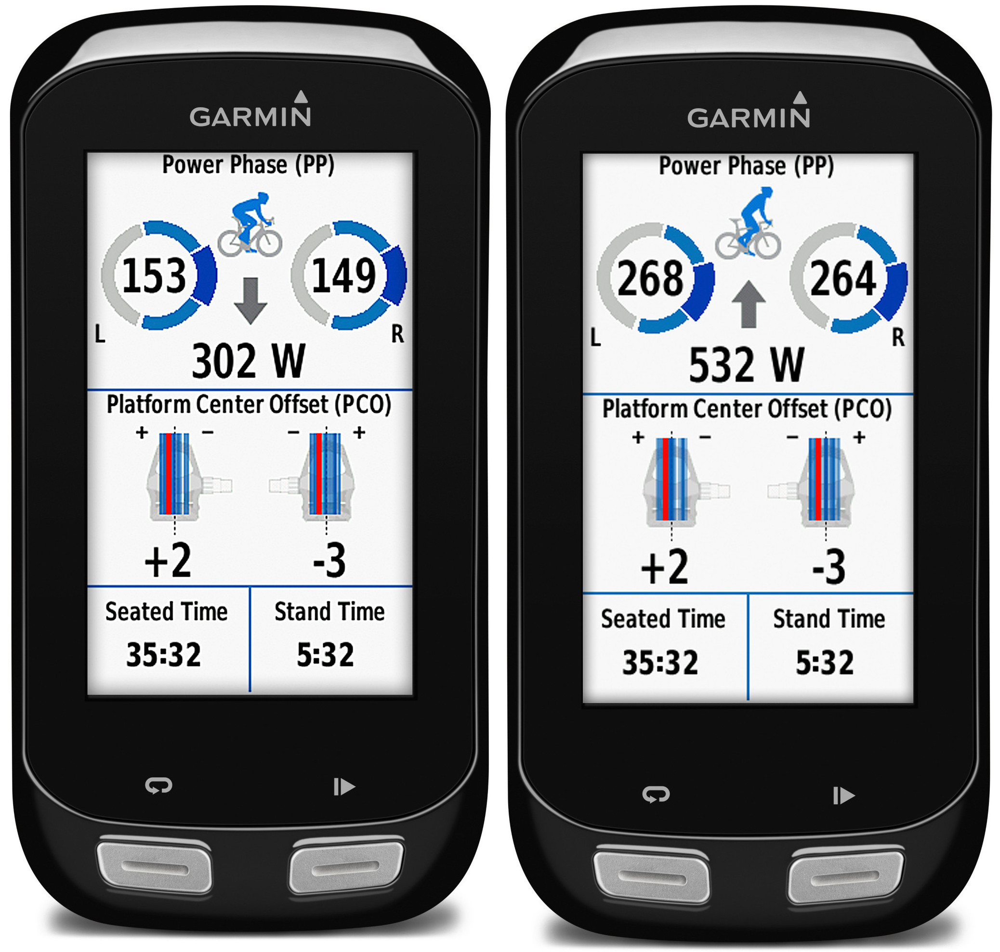 GARMIN
Power Phase (PP)
153 149
L R
302 W
Platform Center Offset (PCO)
+ − − +
+2 -3
Seated Time Stand Time
35:32 5:32
GARMIN
Power Phase (PP)
268 264
L R
532 W
Platform Center Offset (PCO)
+ − − +
+2 -3
Seated Time Stand Time
35:32 5:32